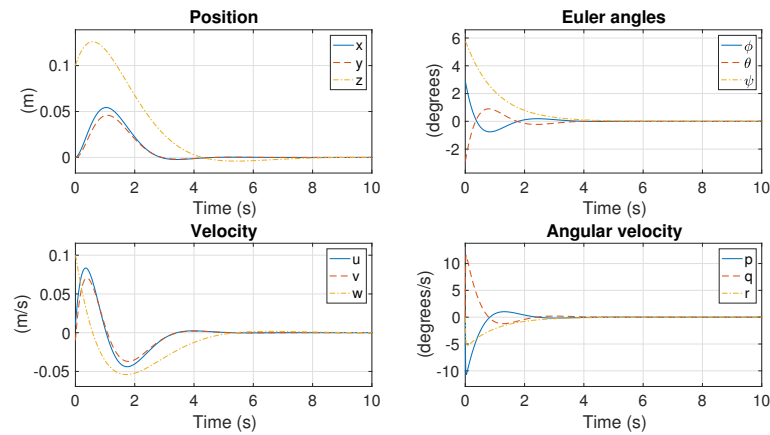 Position
0.1
0.05
0
(m)
x
y
z
0 2 4 6 8 10
Time (s)
Euler angles
6
4
2
0
-2
(degrees)
ϕ
θ
ψ
0 2 4 6 8 10
Time (s)
Velocity
0.1
0.05
0
-0.05
(m/s)
u
v
w
0 2 4 6 8 10
Time (s)
Angular velocity
10
5
0
-5
-10
(degrees/s)
p
q
r
0 2 4 6 8 10
Time (s)